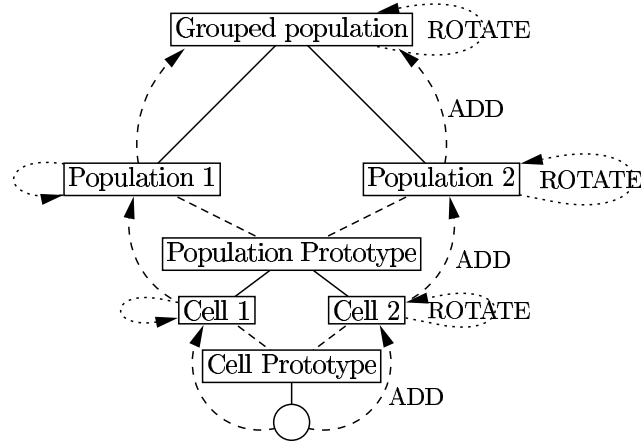 Grouped population
ROTATE
ADD
Population 1
Population 2
ROTATE
Population Prototype
ADD
Cell 1
Cell 2
ROTATE
Cell Prototype
ADD